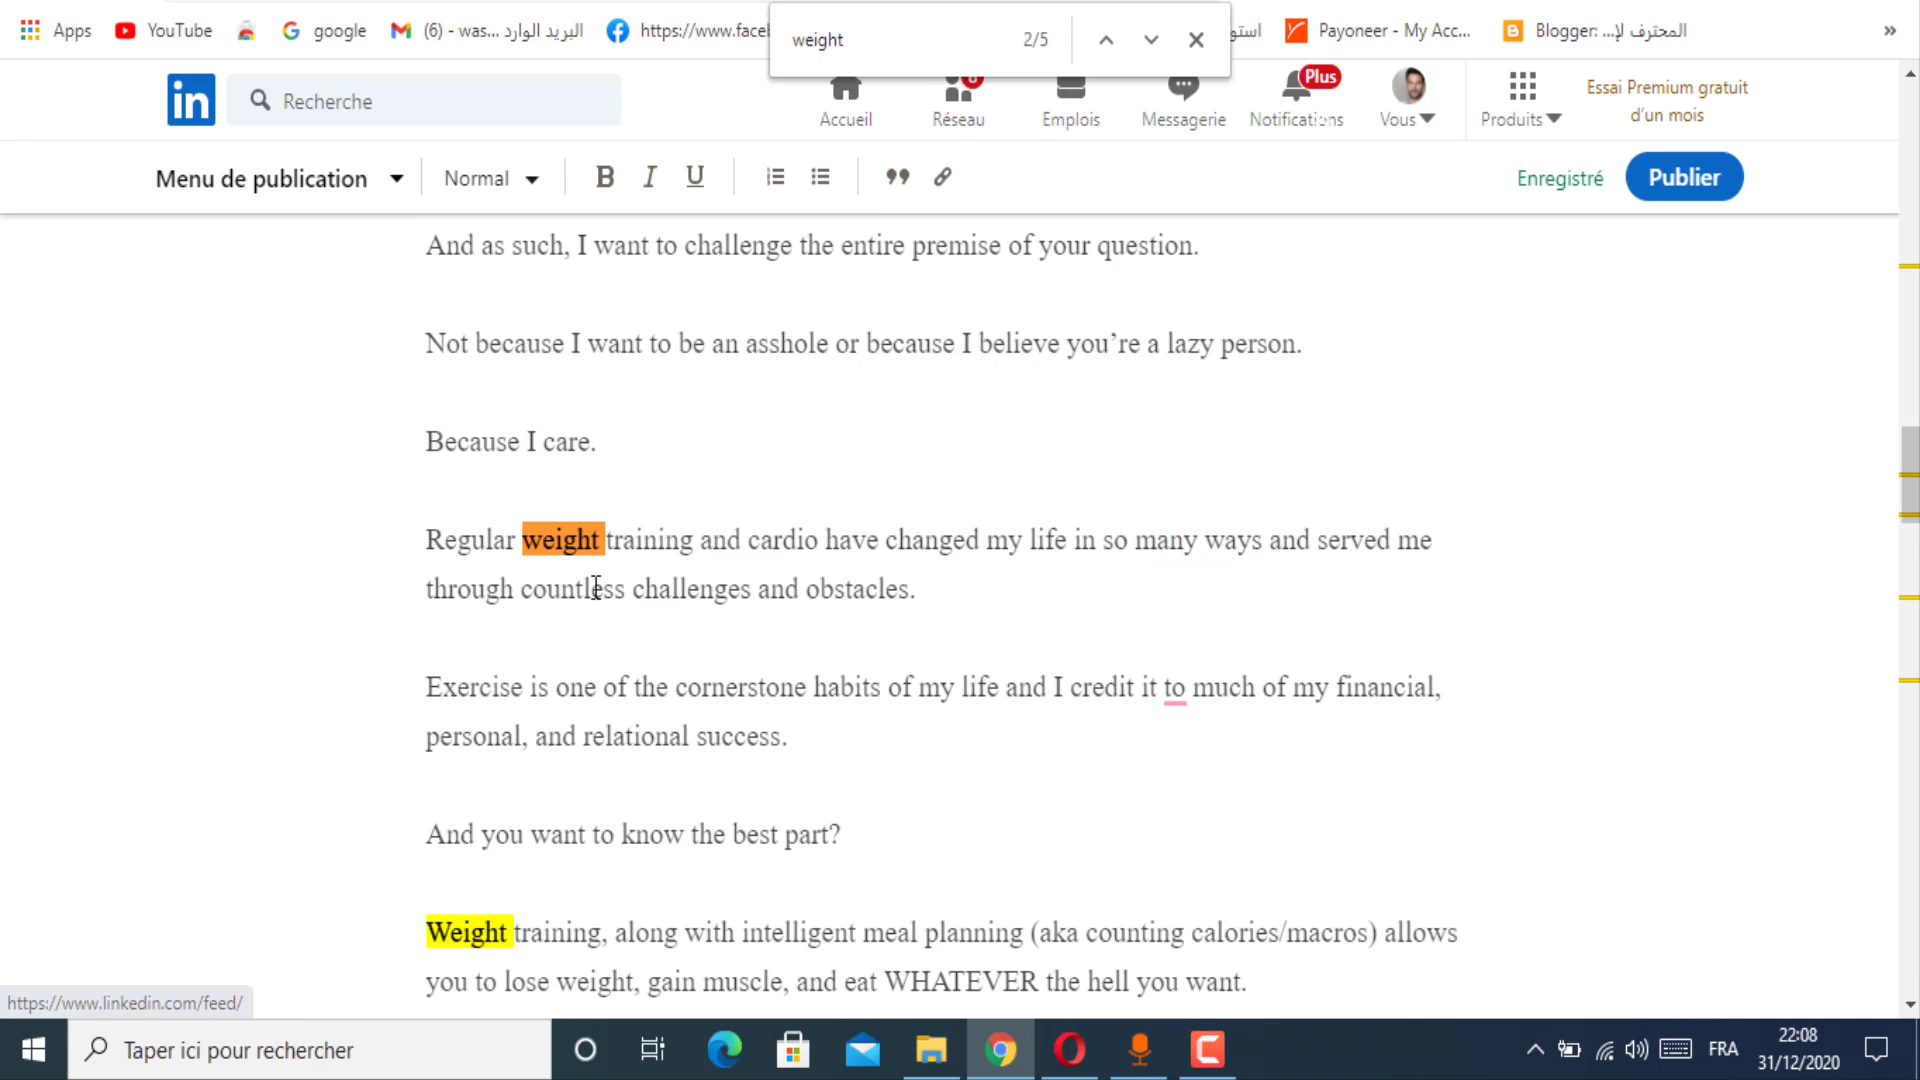 weight 2/5
Apps YouTube google (6) - was... البريد الوارد https://www.facel استو Payoneer - My Acc... Blogger: ...المحترف لإ »
in Recherche Accueil Réseau Emplois Messagerie Plus Notifications Vous Produits Essai Premium gratuit
d'un mois
Menu de publication Normal B I U Enregistré Publier
And as such, I want to challenge the entire premise of your question.
Not because I want to be an asshole or because I believe you're a lazy person.
Because I care.
Regular weight training and cardio have changed my life in so many ways and served me
through countless challenges and obstacles.
Exercise is one of the cornerstone habits of my life and I credit it to much of my financial,
personal, and relational success.
And you want to know the best part?
Weight training, along with intelligent meal planning (aka counting calories/macros) allows
you to lose weight, gain muscle, and eat WHATEVER the hell you want.
https://www.linkedin.com/feed/
Taper ici pour rechercher FRA 22:08
31/12/2020